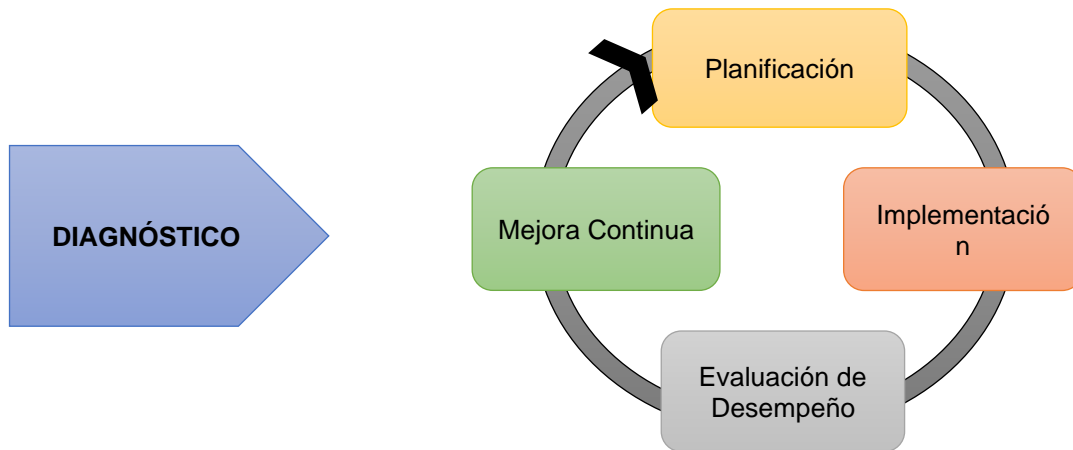 Planificación
DIAGNÓSTICO
Mejora Continua
Implementació
n
Evaluación de
Desempeño